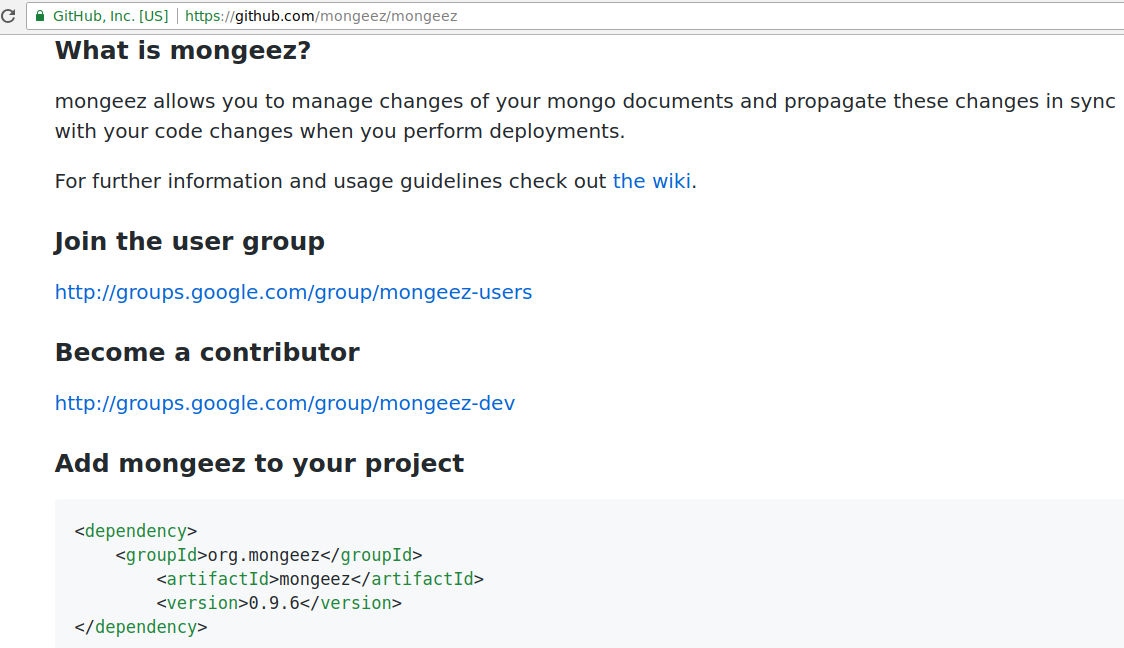 GitHub, Inc. [US] | https://github.com/mongeez/mongeez
What is mongeez?
mongeez allows you to manage changes of your mongo documents and propagate these changes in sync
with your code changes when you perform deployments.
For further information and usage guidelines check out the wiki.
Join the user group
http://groups.google.com/group/mongeez-users
Become a contributor
http://groups.google.com/group/mongeez-dev
Add mongeez to your project
<dependency>
    <groupId>org.mongeez</groupId>
        <artifactId>mongeez</artifactId>
        <version>0.9.6</version>
</dependency>